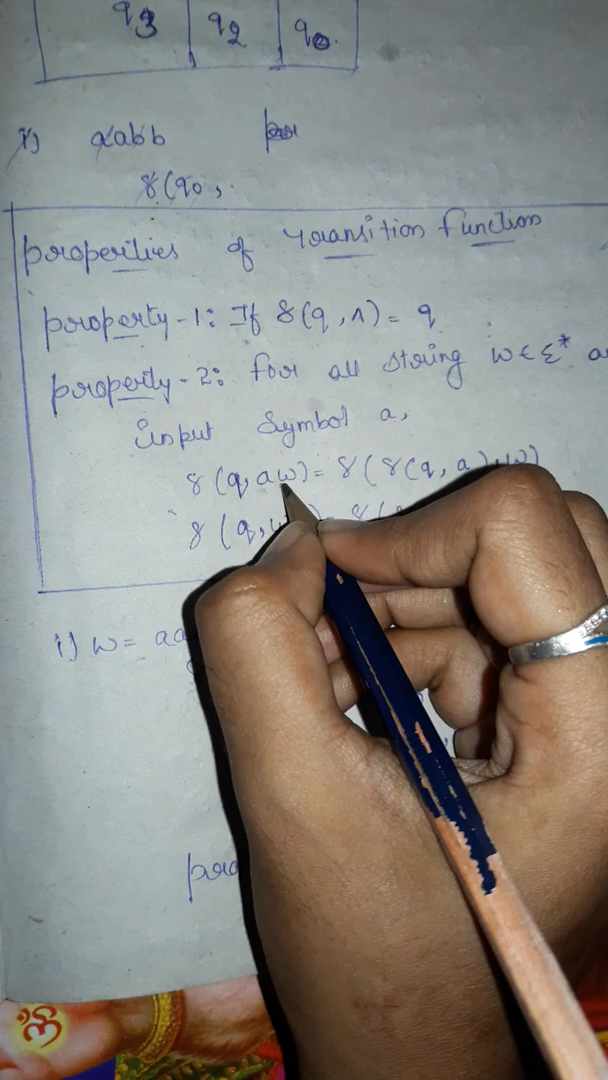 q3 q2 q0
i) aabb
δ(q0,
properties of transition function
property-1: If δ(q, ∧) = q
property-2: for all string w ∈ Σ* a
input symbol a,
δ(q, aw) = δ(δ(q, a), w)
δ(q, w
i) w = aa
ॐ